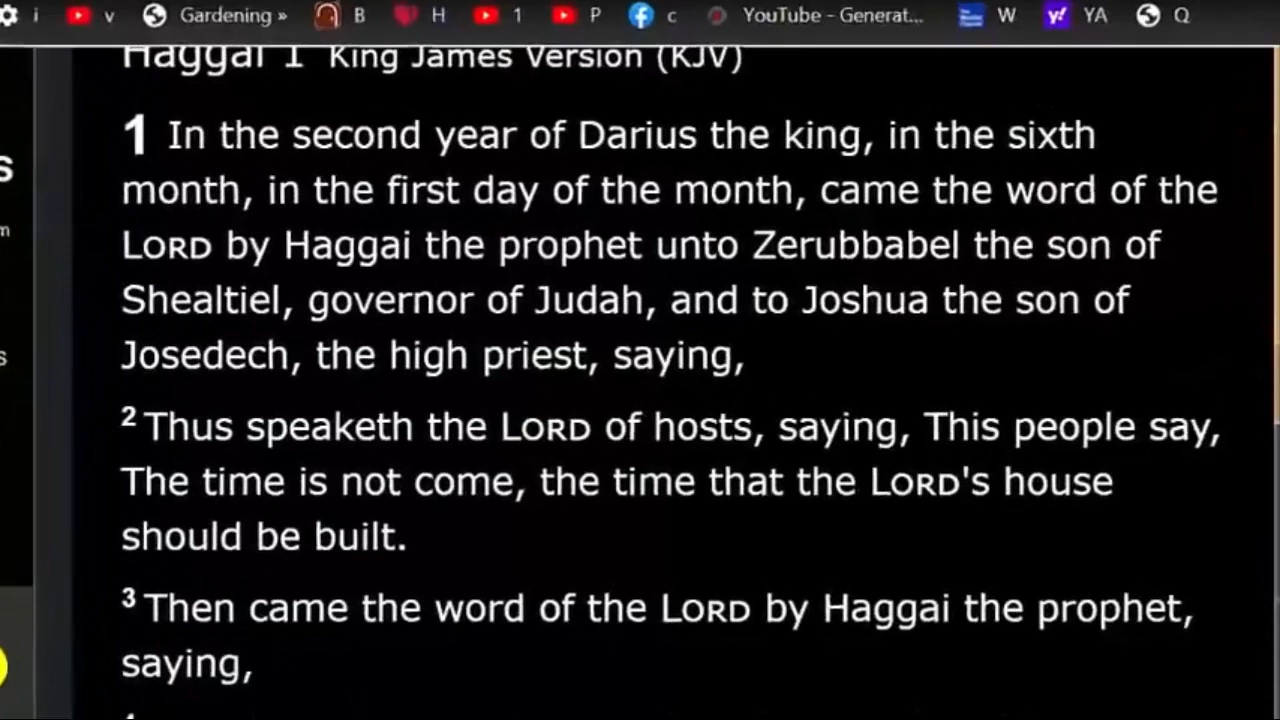 i v Gardening » B H 1 P c YouTube - Generat... W YA Q
Haggai 1 King James Version (KJV)
1 In the second year of Darius the king, in the sixth
month, in the first day of the month, came the word of the
LORD by Haggai the prophet unto Zerubbabel the son of
Shealtiel, governor of Judah, and to Joshua the son of
Josedech, the high priest, saying,
2 Thus speaketh the LORD of hosts, saying, This people say,
The time is not come, the time that the LORD's house
should be built.
3 Then came the word of the LORD by Haggai the prophet,
saying,